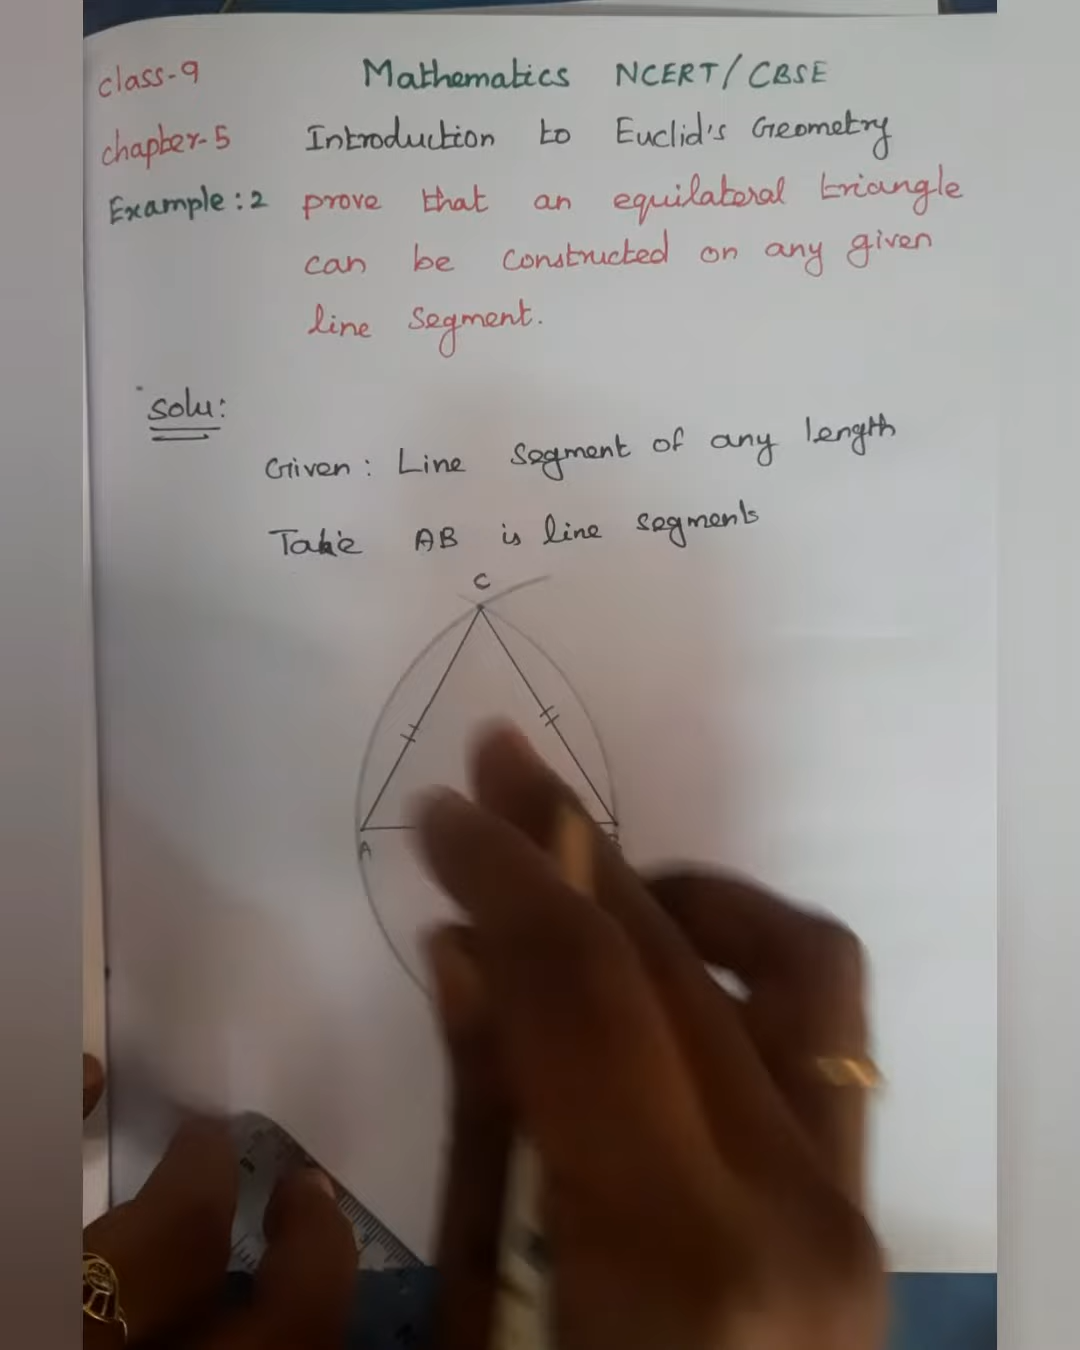 class-9 Mathematics NCERT/CBSE
chapter-5 Introduction to Euclid's Geometry
Example:2 prove that an equilateral triangle
can be constructed on any given
line segment.
Solu:
Given: Line Segment of any length
Take AB is line segments
C
A